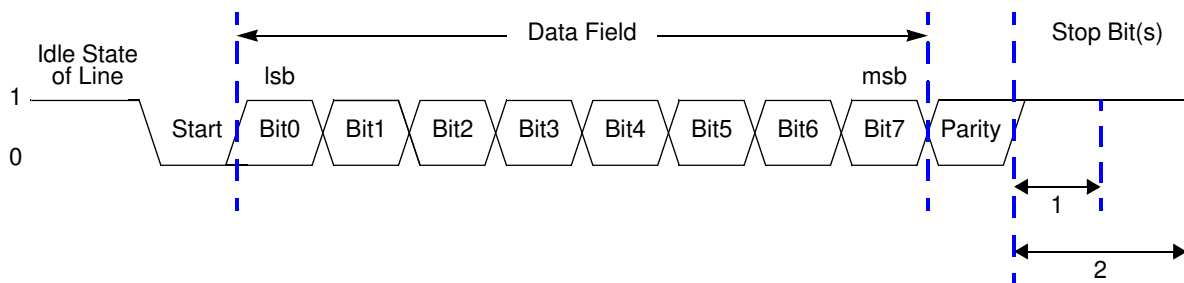 Data Field
Stop Bit(s)
Idle State
of Line
lsb
msb
1
Start
Bit0
Bit1
Bit2
Bit3
Bit4
Bit5
Bit6
Bit7
Parity
0
1
2